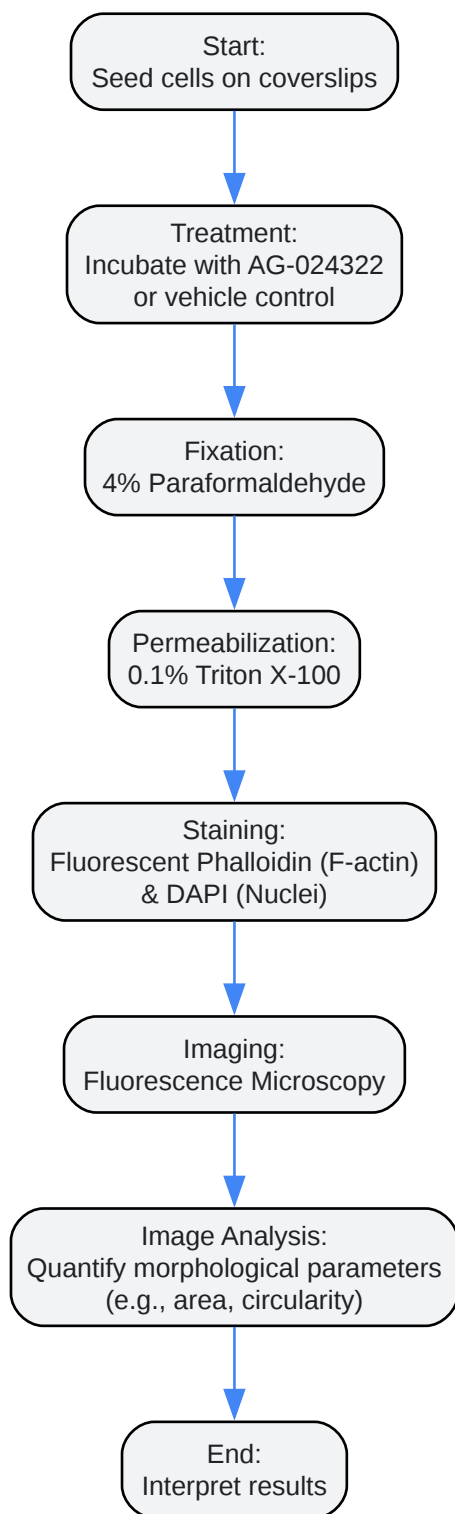 Start:
Seed cells on coverslips
Treatment:
Incubate with AG-024322
or vehicle control
Fixation:
4% Paraformaldehyde
Permeabilization:
0.1% Triton X-100
Staining:
Fluorescent Phalloidin (F-actin)
& DAPI (Nuclei)
Imaging:
Fluorescence Microscopy
Image Analysis:
Quantify morphological parameters
(e.g., area, circularity)
End:
Interpret results